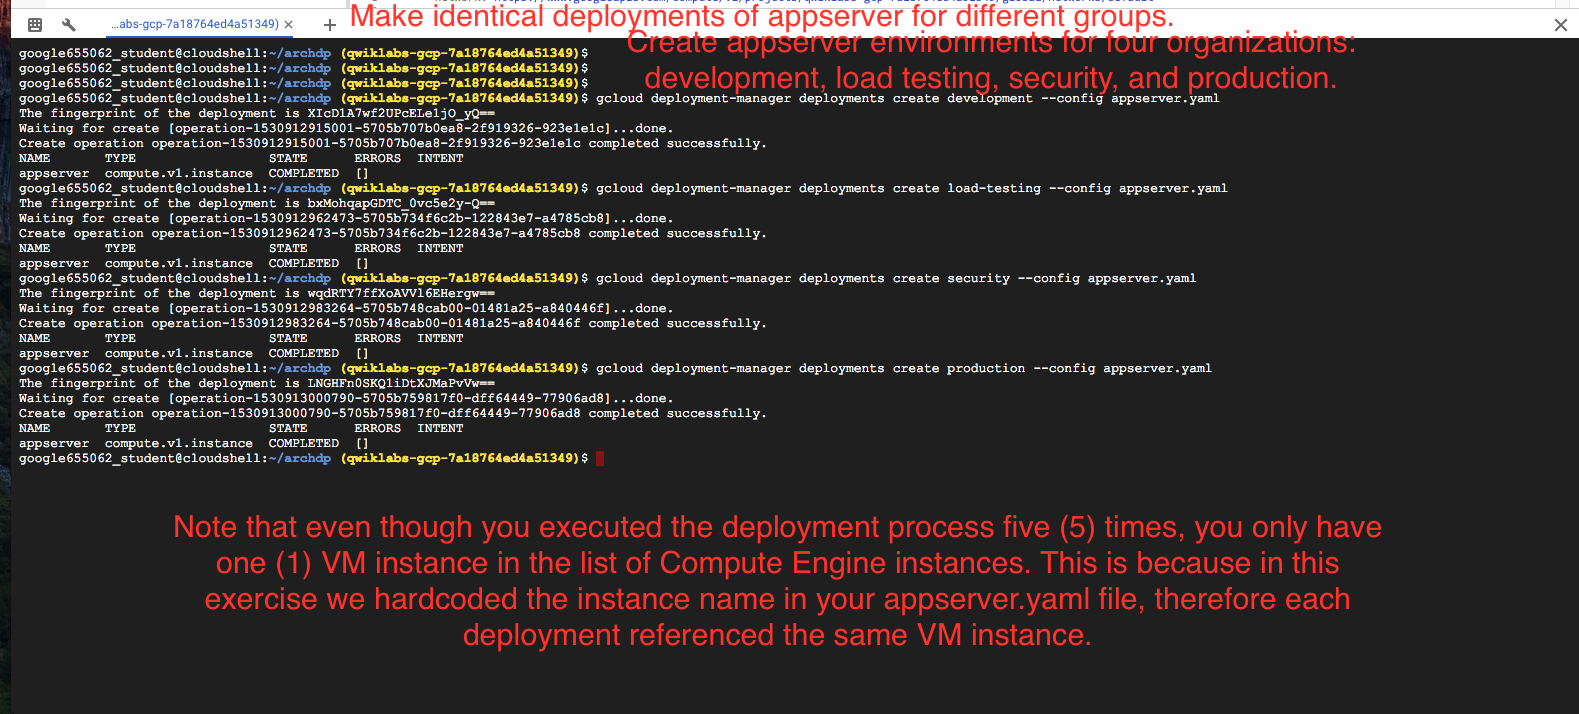 Make identical deployments of appserver for different groups.
...abs-gcp-7a18764ed4a51349) × +
Create appserver environments for four organizations:
development, load testing, security, and production.
google655062_student@cloudshell:~/archdp (qwiklabs-gcp-7a18764ed4a51349)$
google655062_student@cloudshell:~/archdp (qwiklabs-gcp-7a18764ed4a51349)$
google655062_student@cloudshell:~/archdp (qwiklabs-gcp-7a18764ed4a51349)$
google655062_student@cloudshell:~/archdp (qwiklabs-gcp-7a18764ed4a51349)$ gcloud deployment-manager deployments create development --config appserver.yaml
The fingerprint of the deployment is XIcD1A7wf2UPcELe1jO_yQ==
Waiting for create [operation-1530912915001-5705b707b0ea8-2f919326-923e1e1c]...done.
Create operation operation-1530912915001-5705b707b0ea8-2f919326-923e1e1c completed successfully.
NAME TYPE STATE ERRORS INTENT
appserver compute.v1.instance COMPLETED []
google655062_student@cloudshell:~/archdp (qwiklabs-gcp-7a18764ed4a51349)$ gcloud deployment-manager deployments create load-testing --config appserver.yaml
The fingerprint of the deployment is bxMohqapGDTC_0vc5e2y-Q==
Waiting for create [operation-1530912962473-5705b734f6c2b-122843e7-a4785cb8]...done.
Create operation operation-1530912962473-5705b734f6c2b-122843e7-a4785cb8 completed successfully.
NAME TYPE STATE ERRORS INTENT
appserver compute.v1.instance COMPLETED []
google655062_student@cloudshell:~/archdp (qwiklabs-gcp-7a18764ed4a51349)$ gcloud deployment-manager deployments create security --config appserver.yaml
The fingerprint of the deployment is wqdRTY7ffXoAVVl6EHergw==
Waiting for create [operation-1530912983264-5705b748cab00-01481a25-a840446f]...done.
Create operation operation-1530912983264-5705b748cab00-01481a25-a840446f completed successfully.
NAME TYPE STATE ERRORS INTENT
appserver compute.v1.instance COMPLETED []
google655062_student@cloudshell:~/archdp (qwiklabs-gcp-7a18764ed4a51349)$ gcloud deployment-manager deployments create production --config appserver.yaml
The fingerprint of the deployment is LNGHFn0SKQ1iDtXJMaPvVw==
Waiting for create [operation-1530913000790-5705b759817f0-dff64449-77906ad8]...done.
Create operation operation-1530913000790-5705b759817f0-dff64449-77906ad8 completed successfully.
NAME TYPE STATE ERRORS INTENT
appserver compute.v1.instance COMPLETED []
google655062_student@cloudshell:~/archdp (qwiklabs-gcp-7a18764ed4a51349)$
Note that even though you executed the deployment process five (5) times, you only have
one (1) VM instance in the list of Compute Engine instances. This is because in this
exercise we hardcoded the instance name in your appserver.yaml file, therefore each
deployment referenced the same VM instance.